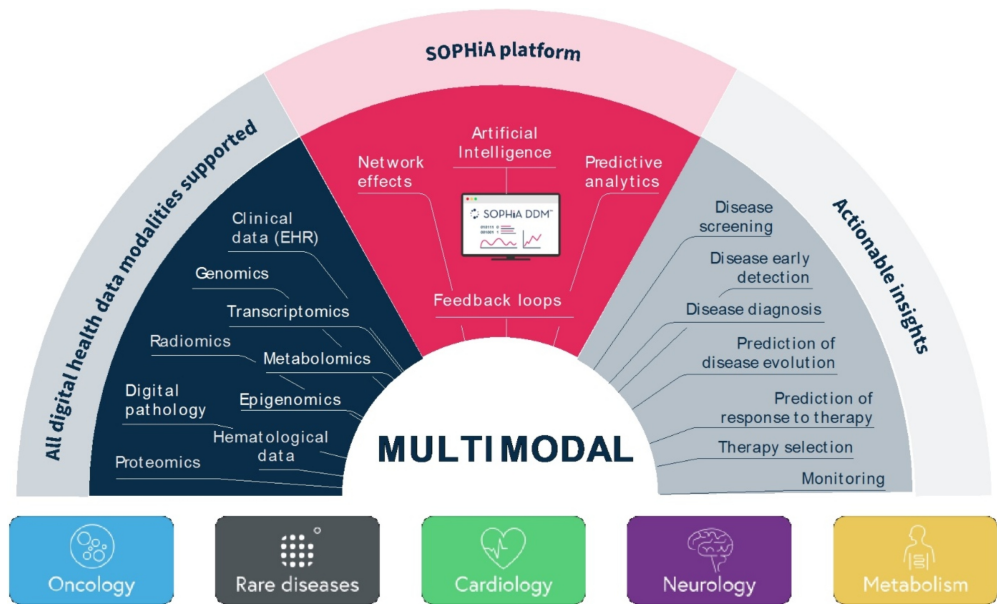 SOPHiA platform
All digital health data modalities supported
Actionable insights
Artificial
Intelligence
Network
effects
Predictive
analytics
SOPHiA DDM™
Feedback loops
Clinical
data (EHR)
Genomics
Transcriptomics
Radiomics
Metabolomics
Digital
pathology
Epigenomics
Hematological
data
Proteomics
Disease
screening
Disease early
detection
Disease diagnosis
Prediction of
disease evolution
Prediction of
response to therapy
Therapy selection
Monitoring
MULTIMODAL
Oncology
Rare diseases
Cardiology
Neurology
Metabolism